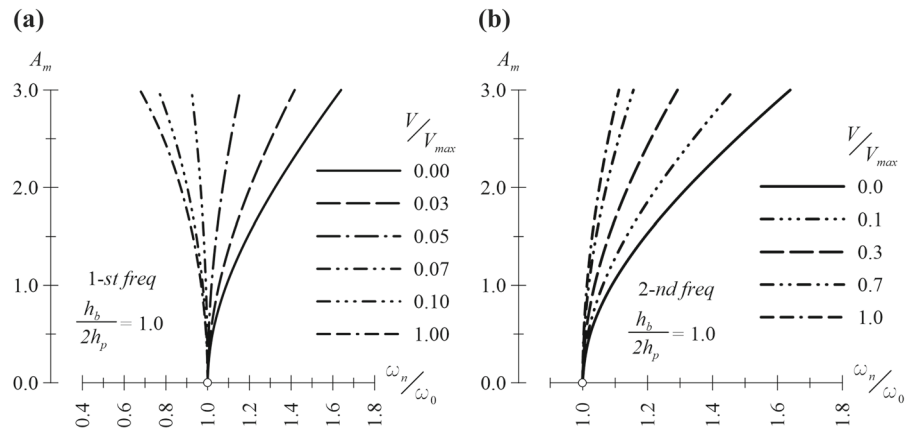 (a)
A_m
3.0
2.0
1.0
0.0
V/V_max
0.00
0.03
0.05
0.07
0.10
1.00
1-st freq
h_b/2h_p = 1.0
ω_n/ω_0
0.4 0.6 0.8 1.0 1.2 1.4 1.6 1.8
(b)
A_m
3.0
2.0
1.0
0.0
V/V_max
0.0
0.1
0.3
0.7
1.0
2-nd freq
h_b/2h_p = 1.0
ω_n/ω_0
1.0 1.2 1.4 1.6 1.8